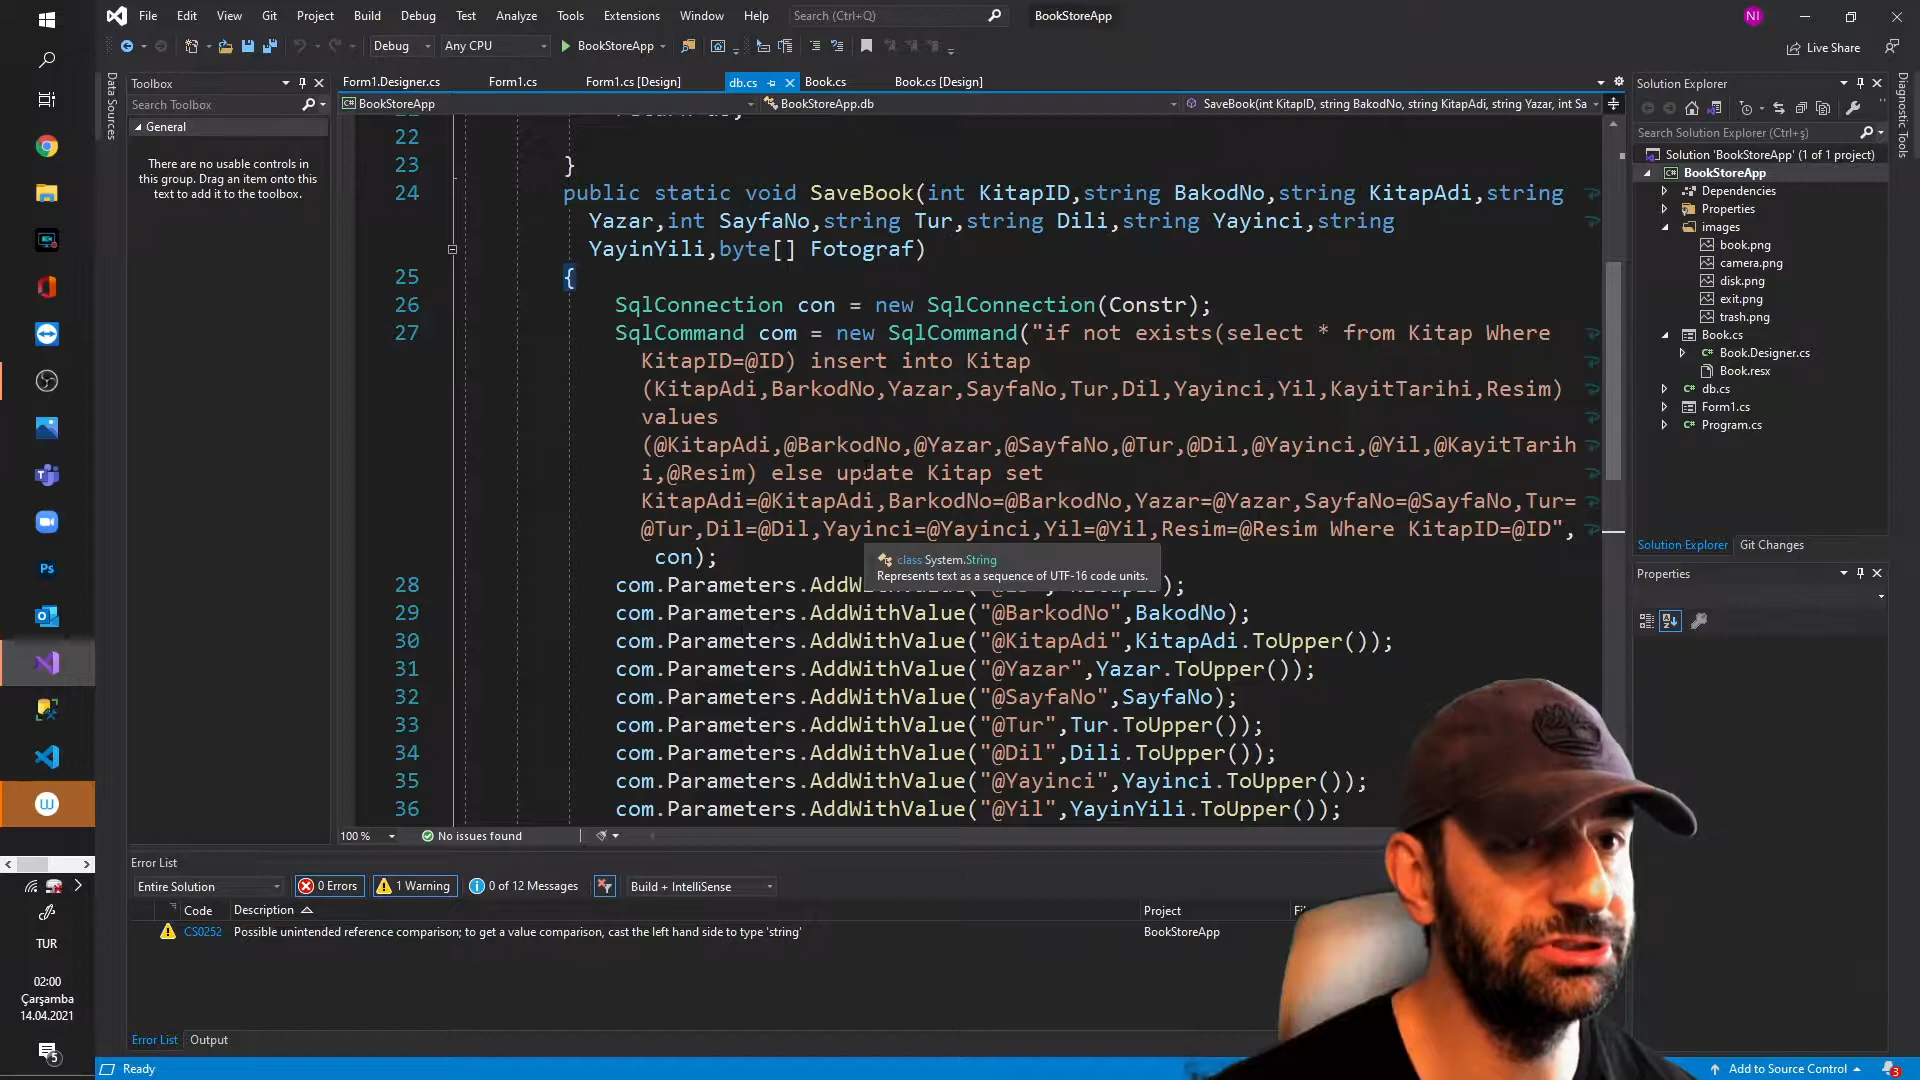 File Edit View Git Project Build Debug Test Analyze Tools Extensions Window Help Search (Ctrl+Q) BookStoreApp NI
Debug Any CPU BookStoreApp Live Share
Data Sources
Toolbox
Search Toolbox
General
There are no usable controls in
this group. Drag an item onto this
text to add it to the toolbox.
Form1.Designer.cs Form1.cs Form1.cs [Design] db.cs Book.cs Book.cs [Design]
BookStoreApp BookStoreApp.db SaveBook(int KitapID, string BakodNo, string KitapAdi, string Yazar, int Sa
22
23 }
24 public static void SaveBook(int KitapID,string BakodNo,string KitapAdi,string
Yazar,int SayfaNo,string Tur,string Dili,string Yayinci,string
YayinYili,byte[] Fotograf)
25 {
26 SqlConnection con = new SqlConnection(Constr);
27 SqlCommand com = new SqlCommand("if not exists(select * from Kitap Where
KitapID=@ID) insert into Kitap
(KitapAdi,BarkodNo,Yazar,SayfaNo,Tur,Dil,Yayinci,Yil,KayitTarihi,Resim)
values
(@KitapAdi,@BarkodNo,@Yazar,@SayfaNo,@Tur,@Dil,@Yayinci,@Yil,@KayitTarih
i,@Resim) else update Kitap set
KitapAdi=@KitapAdi,BarkodNo=@BarkodNo,Yazar=@Yazar,SayfaNo=@SayfaNo,Tur=
@Tur,Dil=@Dil,Yayinci=@Yayinci,Yil=@Yil,Resim=@Resim Where KitapID=@ID",
con);
class System.String
Represents text as a sequence of UTF-16 code units.
28 com.Parameters.AddWithValue( );
29 com.Parameters.AddWithValue("@BarkodNo",BakodNo);
30 com.Parameters.AddWithValue("@KitapAdi",KitapAdi.ToUpper());
31 com.Parameters.AddWithValue("@Yazar",Yazar.ToUpper());
32 com.Parameters.AddWithValue("@SayfaNo",SayfaNo);
33 com.Parameters.AddWithValue("@Tur",Tur.ToUpper());
34 com.Parameters.AddWithValue("@Dil",Dili.ToUpper());
35 com.Parameters.AddWithValue("@Yayinci",Yayinci.ToUpper());
36 com.Parameters.AddWithValue("@Yil",YayinYili.ToUpper());
100 % No issues found
Error List
Entire Solution 0 Errors 1 Warning 0 of 12 Messages Build + IntelliSense
Code Description Project Fi
CS0252 Possible unintended reference comparison; to get a value comparison, cast the left hand side to type 'string' BookStoreApp
Error List Output
Ready Add to Source Control 3
Solution Explorer
Search Solution Explorer (Ctrl+ş)
Solution 'BookStoreApp' (1 of 1 project)
BookStoreApp
Dependencies
Properties
images
book.png
camera.png
disk.png
exit.png
trash.png
Book.cs
Book.Designer.cs
Book.resx
db.cs
Form1.cs
Program.cs
Solution Explorer Git Changes
Properties
Diagnostic Tools
Ps
TUR
02:00
Çarşamba
14.04.2021
5